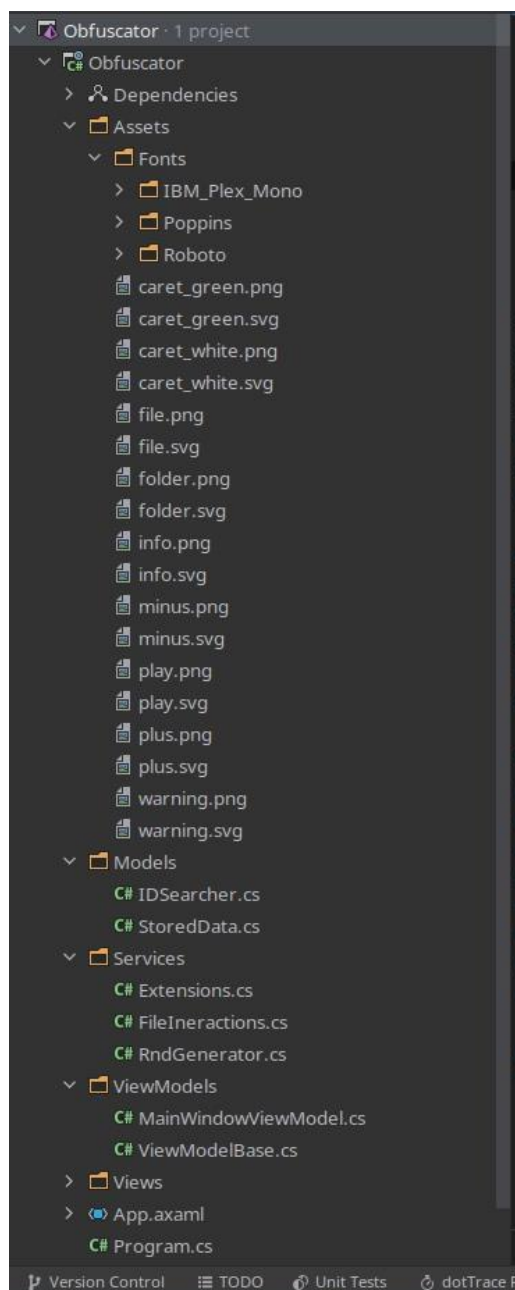 Obfuscator · 1 project
Obfuscator
Dependencies
Assets
Fonts
IBM_Plex_Mono
Poppins
Roboto
caret_green.png
caret_green.svg
caret_white.png
caret_white.svg
file.png
file.svg
folder.png
folder.svg
info.png
info.svg
minus.png
minus.svg
play.png
play.svg
plus.png
plus.svg
warning.png
warning.svg
Models
C# IDSearcher.cs
C# StoredData.cs
Services
C# Extensions.cs
C# FileIneractions.cs
C# RndGenerator.cs
ViewModels
C# MainWindowViewModel.cs
C# ViewModelBase.cs
Views
App.axaml
C# Program.cs
Version Control TODO Unit Tests dotTrace